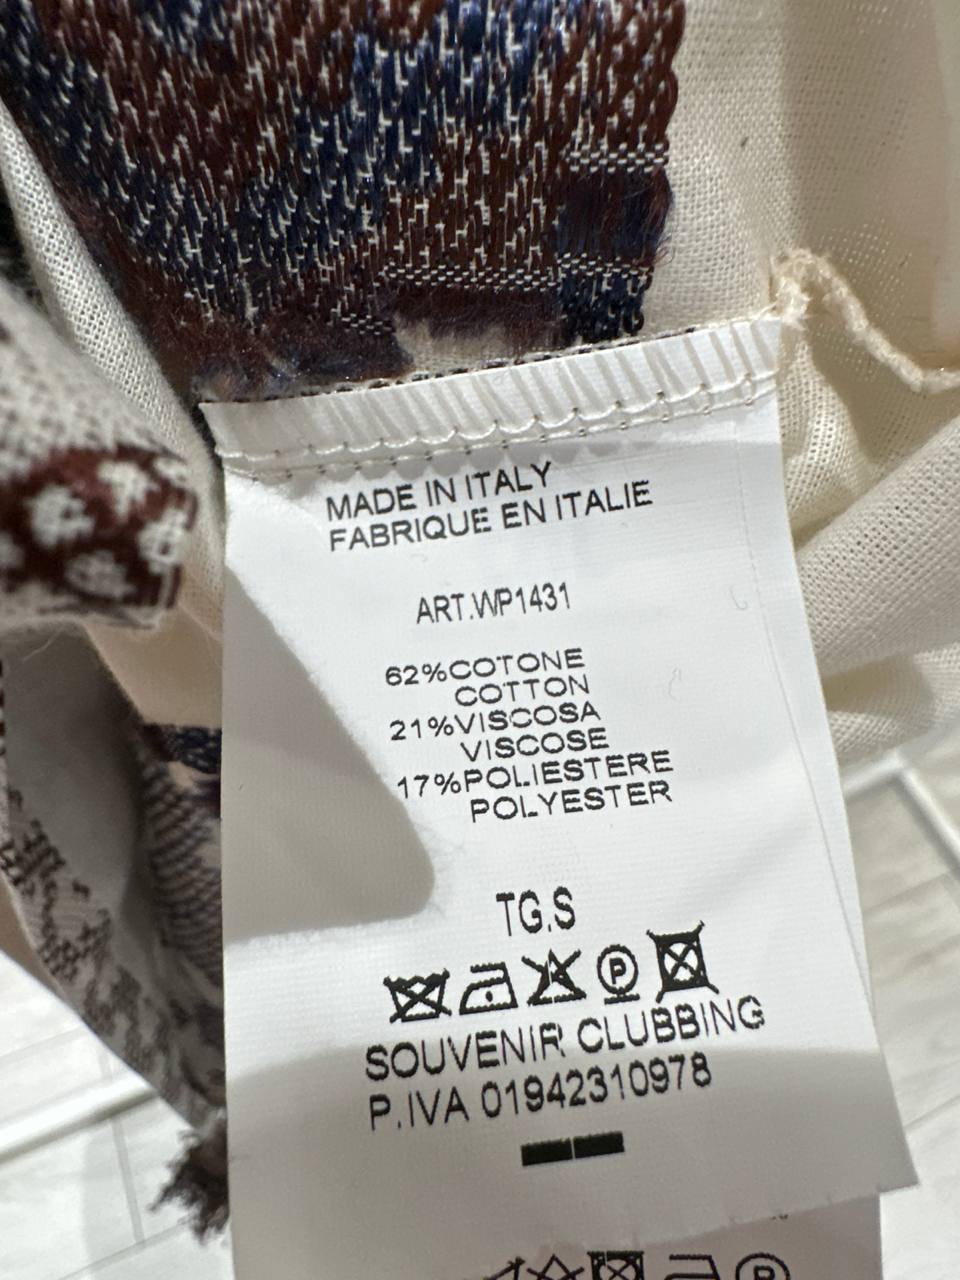 MADE IN ITALY
FABRIQUE EN ITALIE
ART.WP1431
62%COTONE
COTTON
21%VISCOSA
VISCOSE
17%POLIESTERE
POLYESTER
TG.S
P
SOUVENIR CLUBBING
P.IVA 01942310978
P